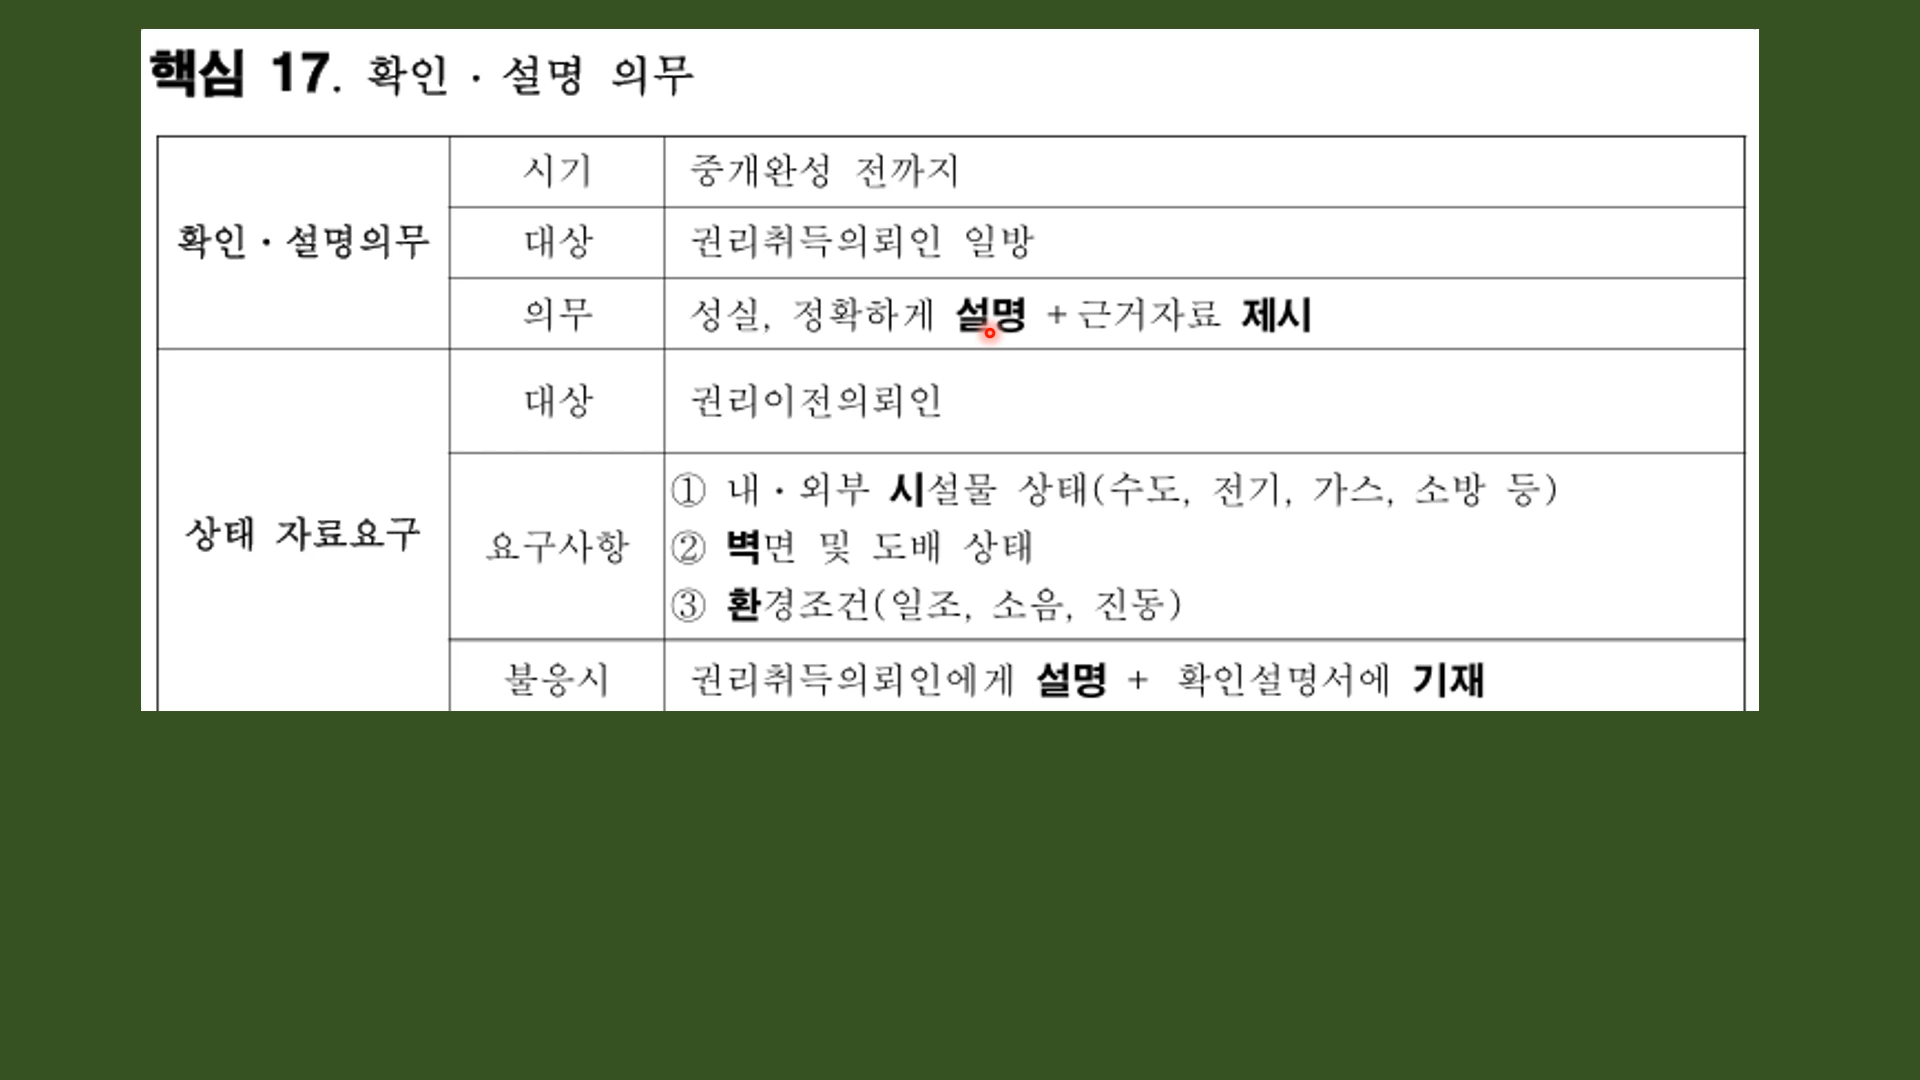 핵심 17. 확인 · 설명 의무
확인 · 설명의무
시기
중개완성 전까지
대상
권리취득의뢰인 일방
의무
성실, 정확하게 설명 +근거자료 제시
상태 자료요구
대상
권리이전의뢰인
요구사항
① 내 · 외부 시설물 상태(수도, 전기, 가스, 소방 등)
② 벽면 및 도배 상태
③ 환경조건(일조, 소음, 진동)
불응시
권리취득의뢰인에게 설명 + 확인설명서에 기재